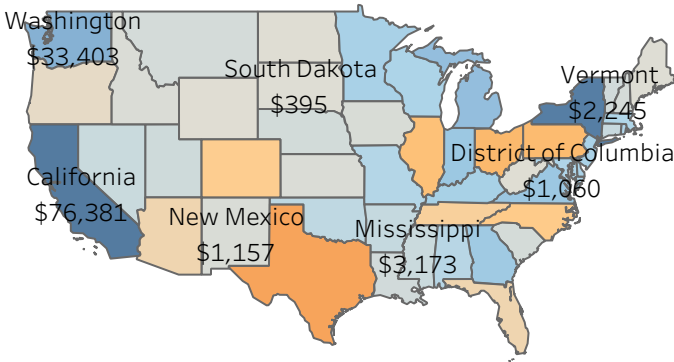 Washington
$33,403
South Dakota
$395
Vermont
$2,245
District of Columbia
$1,060
California
$76,381
New Mexico
$1,157
Mississippi
$3,173